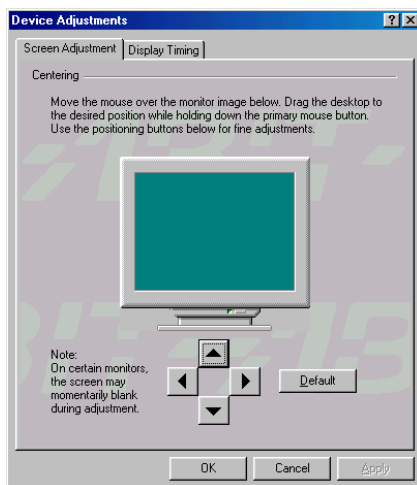 Device Adjustments
Screen Adjustment Display Timing
Centering
Move the mouse over the monitor image below. Drag the desktop to
the desired position while holding down the primary mouse button.
Use the positioning buttons below for fine adjustments.
Note:
On certain monitors,
the screen may
momentarily blank
during adjustment.
Default
OK Cancel Apply